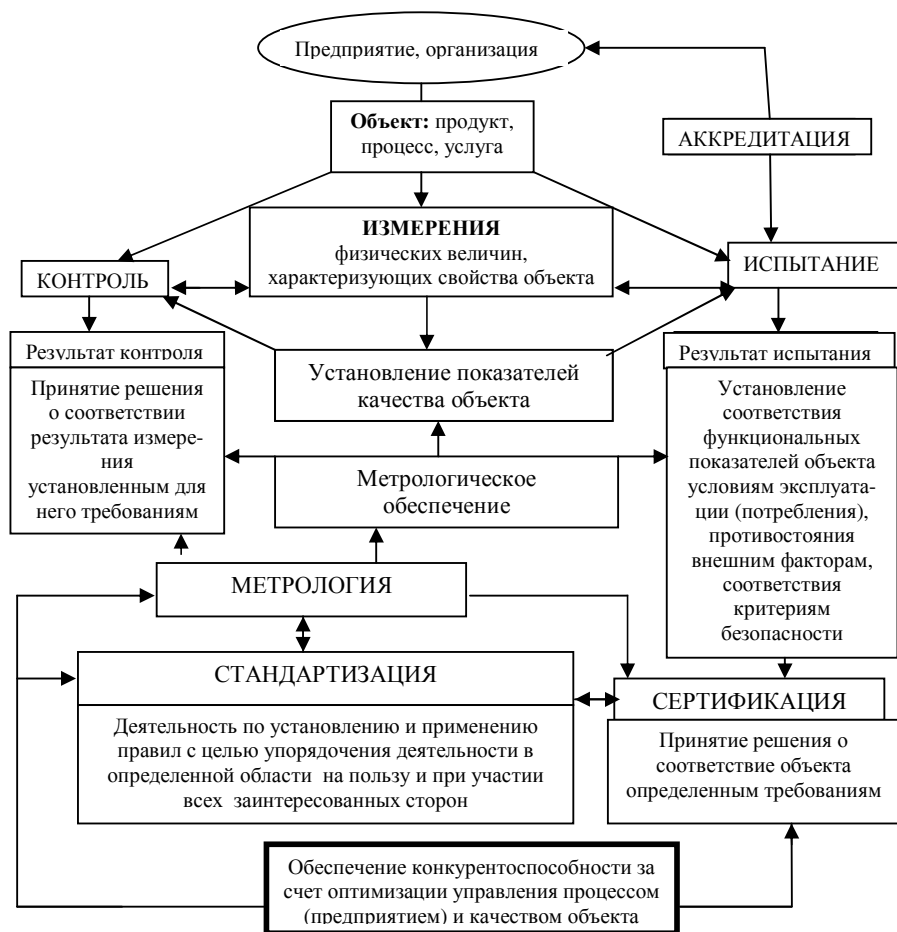 Предприятие, организация
Объект: продукт,
процесс, услуга
АККРЕДИТАЦИЯ
ИЗМЕРЕНИЯ
физических величин,
характеризующих свойства объекта
КОНТРОЛЬ
ИСПЫТАНИЕ
Результат контроля
Принятие решения
о соответствии
результата измере-
ния
установленным для
него требованиям
Установление показателей
качества объекта
Результат испытания
Установление
соответствия
функциональных
показателей объекта
условиям эксплуата-
ции (потребления),
противостояния
внешним факторам,
соответствия
критериям
безопасности
Метрологическое
обеспечение
МЕТРОЛОГИЯ
СТАНДАРТИЗАЦИЯ
Деятельность по установлению и применению
правил с целью упорядочения деятельности в
определенной области на пользу и при участии
всех заинтересованных сторон
СЕРТИФИКАЦИЯ
Принятие решения о
соответствие объекта
определенным требованиям
Обеспечение конкурентоспособности за
счет оптимизации управления процессом
(предприятием) и качеством объекта